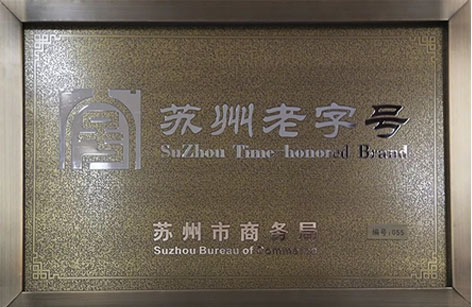 苏州老字号
SuZhou Time-honored Brand
苏州市商务局
编号:055
Suzhou Bureau of Commerce